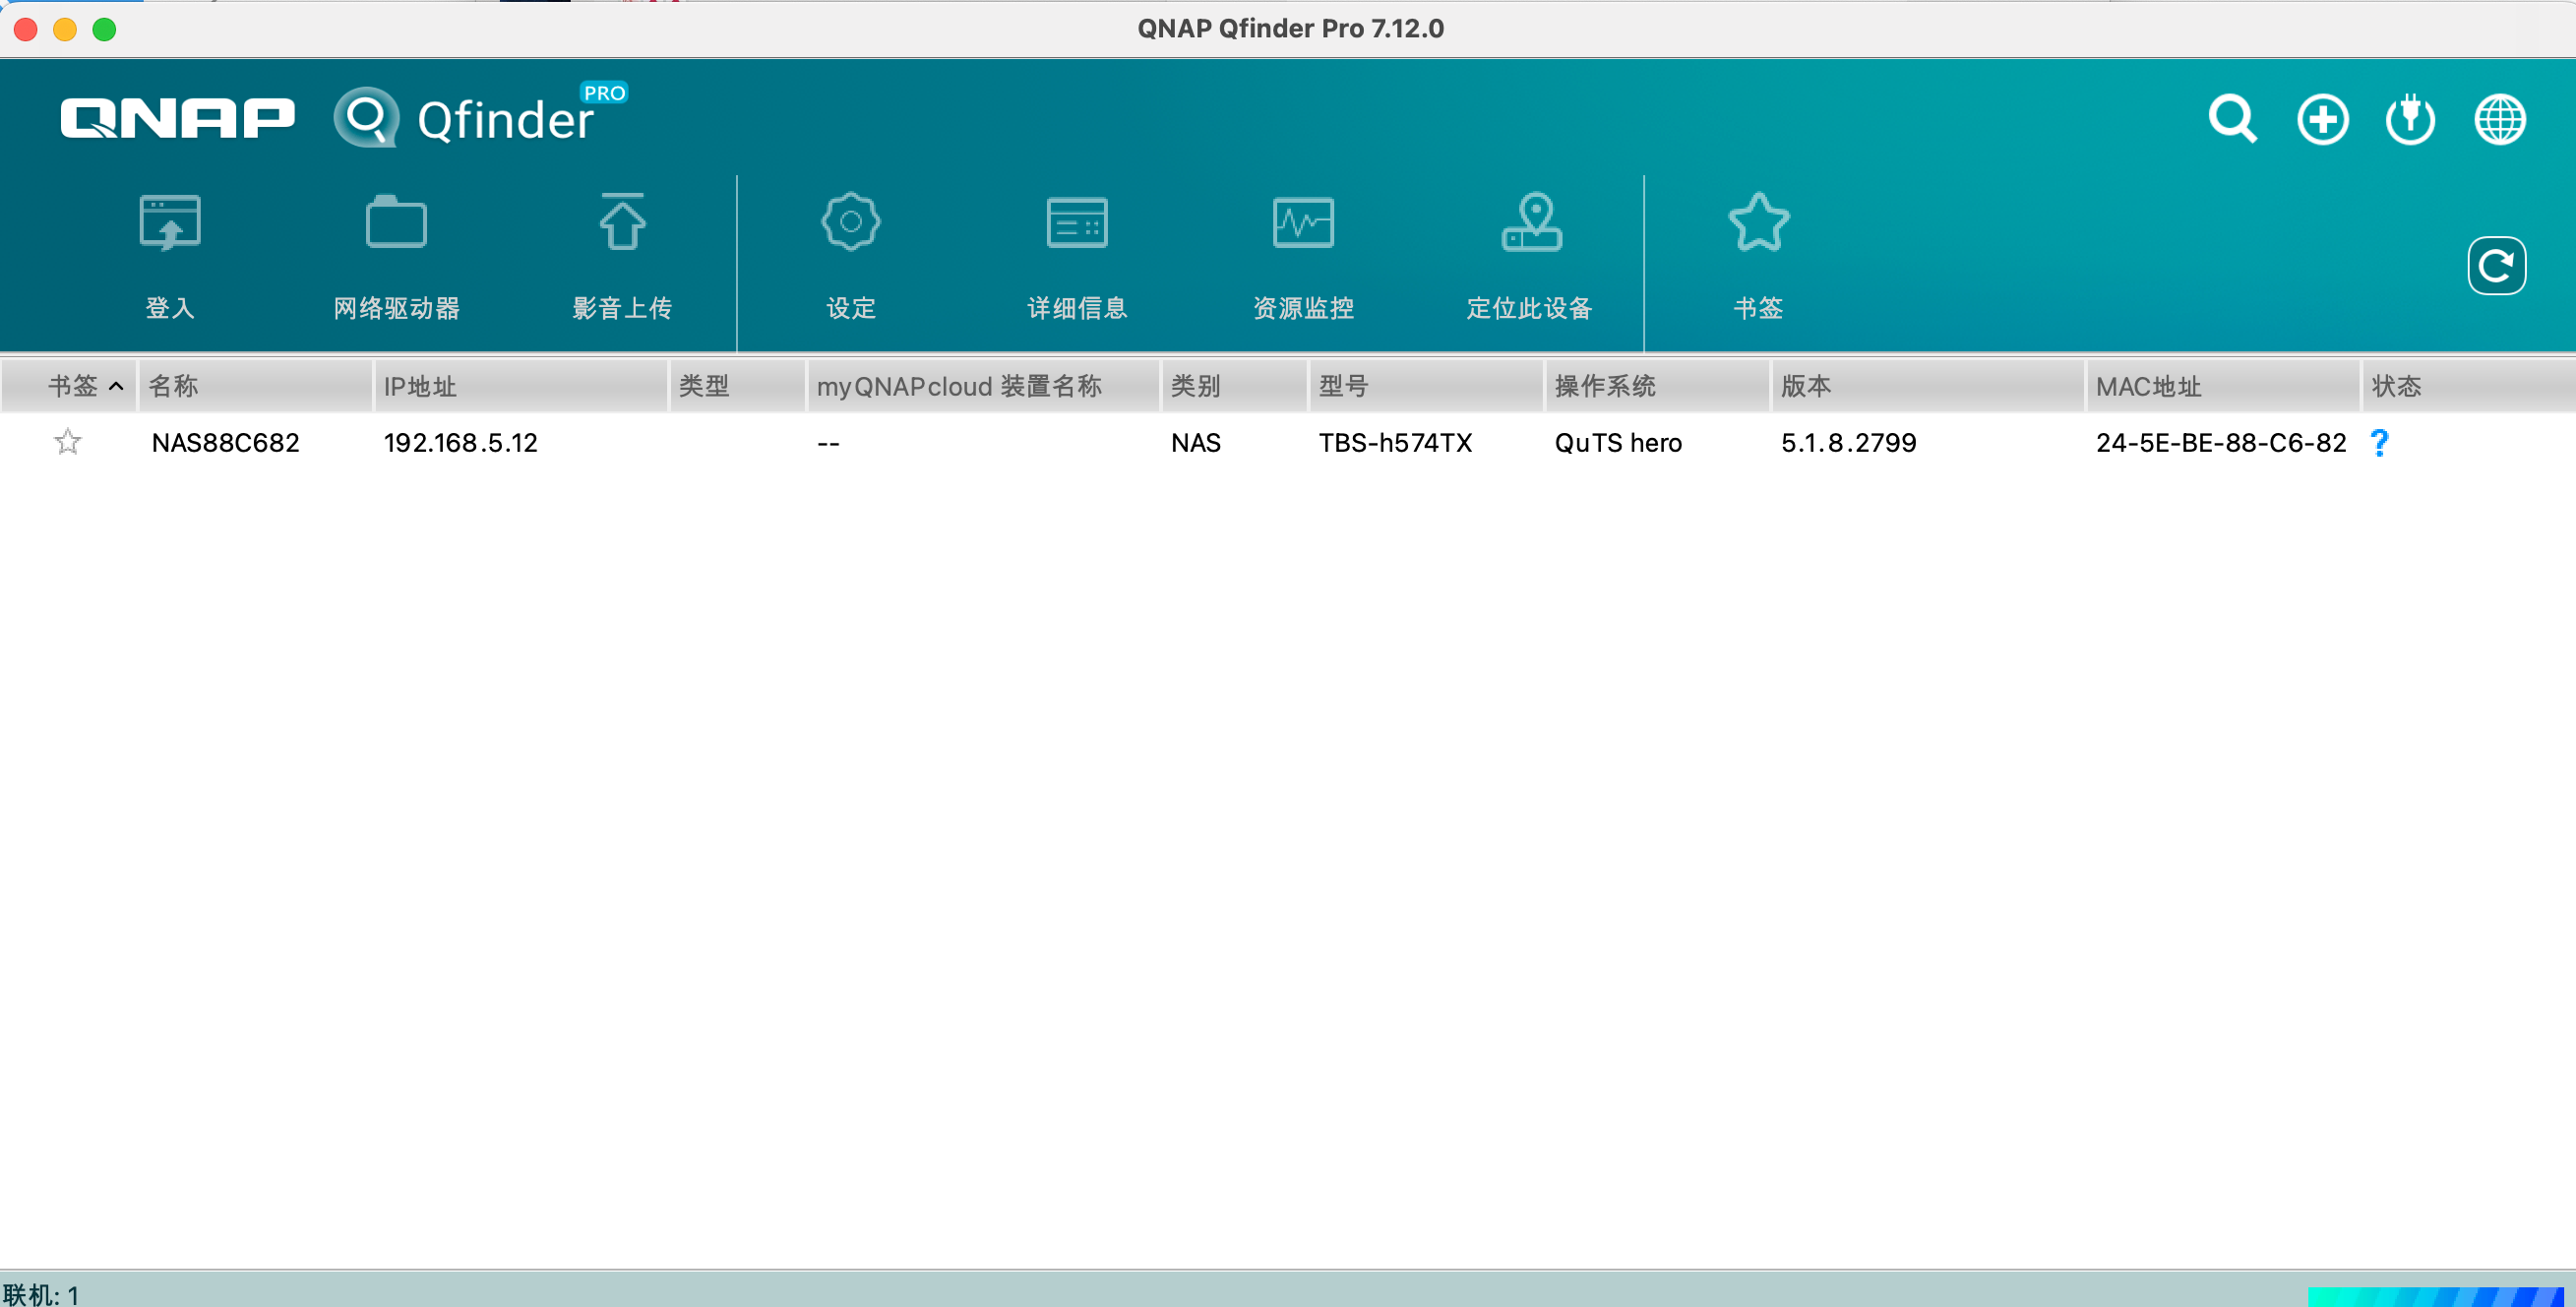 QNAP Qfinder Pro 7.12.0
QNAP Qfinder PRO
登入 网络驱动器 影音上传 设定 详细信息 资源监控 定位此设备 书签
书签 名称 IP地址 类型 myQNAPcloud 装置名称 类别 型号 操作系统 版本 MAC地址 状态
NAS88C682 192.168.5.12 -- NAS TBS-h574TX QuTS hero 5.1.8.2799 24-5E-BE-88-C6-82 ?
联机: 1